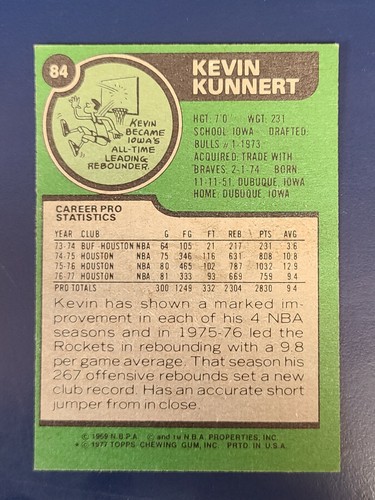 84
KEVIN
KUNNERT
KEVIN
BECAME
IOWA'S
ALL-TIME
LEADING
REBOUNDER.
HGT: 7'0 WGT: 231
SCHOOL: IOWA DRAFTED:
BULLS #1-1973
ACQUIRED: TRADE WITH
BRAVES, 2-1-74 BORN:
11-11-51, DUBUQUE, IOWA
HOME: DUBUQUE, IOWA
CAREER PRO
STATISTICS
YEAR CLUB G FG FT REB. PTS AVG
73-74 BUF-HOUSTON NBA 64 105 21 217 231 3.6
74-75 HOUSTON NBA 75 346 116 631 808 10.8
75-76 HOUSTON NBA 80 465 102 787 1032 12.9
76-77 HOUSTON NBA 81 333 93 669 759 9.4
PRO TOTALS 300 1249 332 2304 2830 9.4
Kevin has shown a marked im-
provement in each of his 4 NBA
seasons and in 1975-76 led the
Rockets in rebounding with a 9.8
per game average. That season his
267 offensive rebounds set a new
club record. Has an accurate short
jumper from in close.
© 1969 N.B.P.A. © and ™ N.B.A. PROPERTIES, INC.
* © 1977 TOPPS CHEWING GUM, INC. PRTD. IN U.S.A.